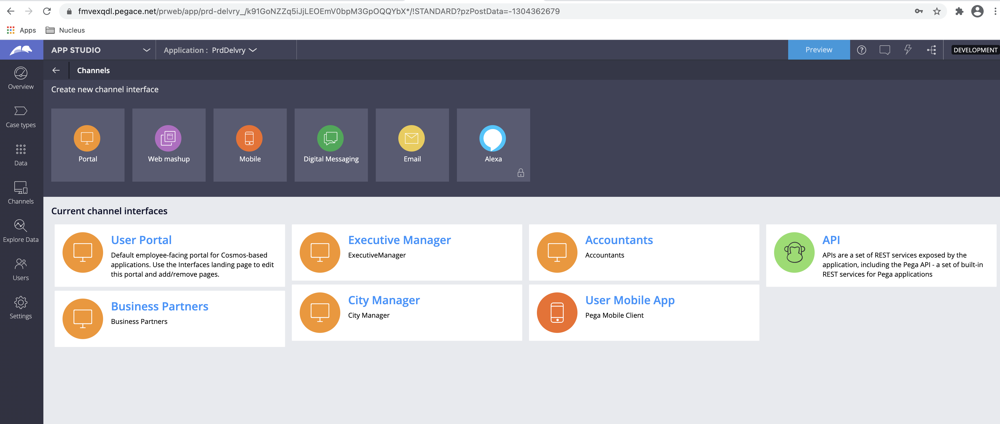 fmvexqdl.pegace.net/prweb/app/prd-delvry_/k91GoNZZq5iJjLEOEmV0bpM3GpOQQYbX*/!STANDARD?pzPostData=-1304362679
Apps Nucleus
APP STUDIO Application : PrdDelvry Preview ? DEVELOPMENT
Channels
Overview
Case types
Data
Channels
Explore Data
Users
Settings
Create new channel interface
Portal
Web mashup
Mobile
Digital Messaging
Email
Alexa
Current channel interfaces
User Portal
Default employee-facing portal for Cosmos-based
applications. Use the Interfaces landing page to edit
this portal and add/remove pages.
Executive Manager
ExecutiveManager
Accountants
Accountants
API
APIs are a set of REST services exposed by the
application, including the Pega API - a set of built-in
REST services for Pega applications
Business Partners
Business Partners
City Manager
City Manager
User Mobile App
Pega Mobile Client